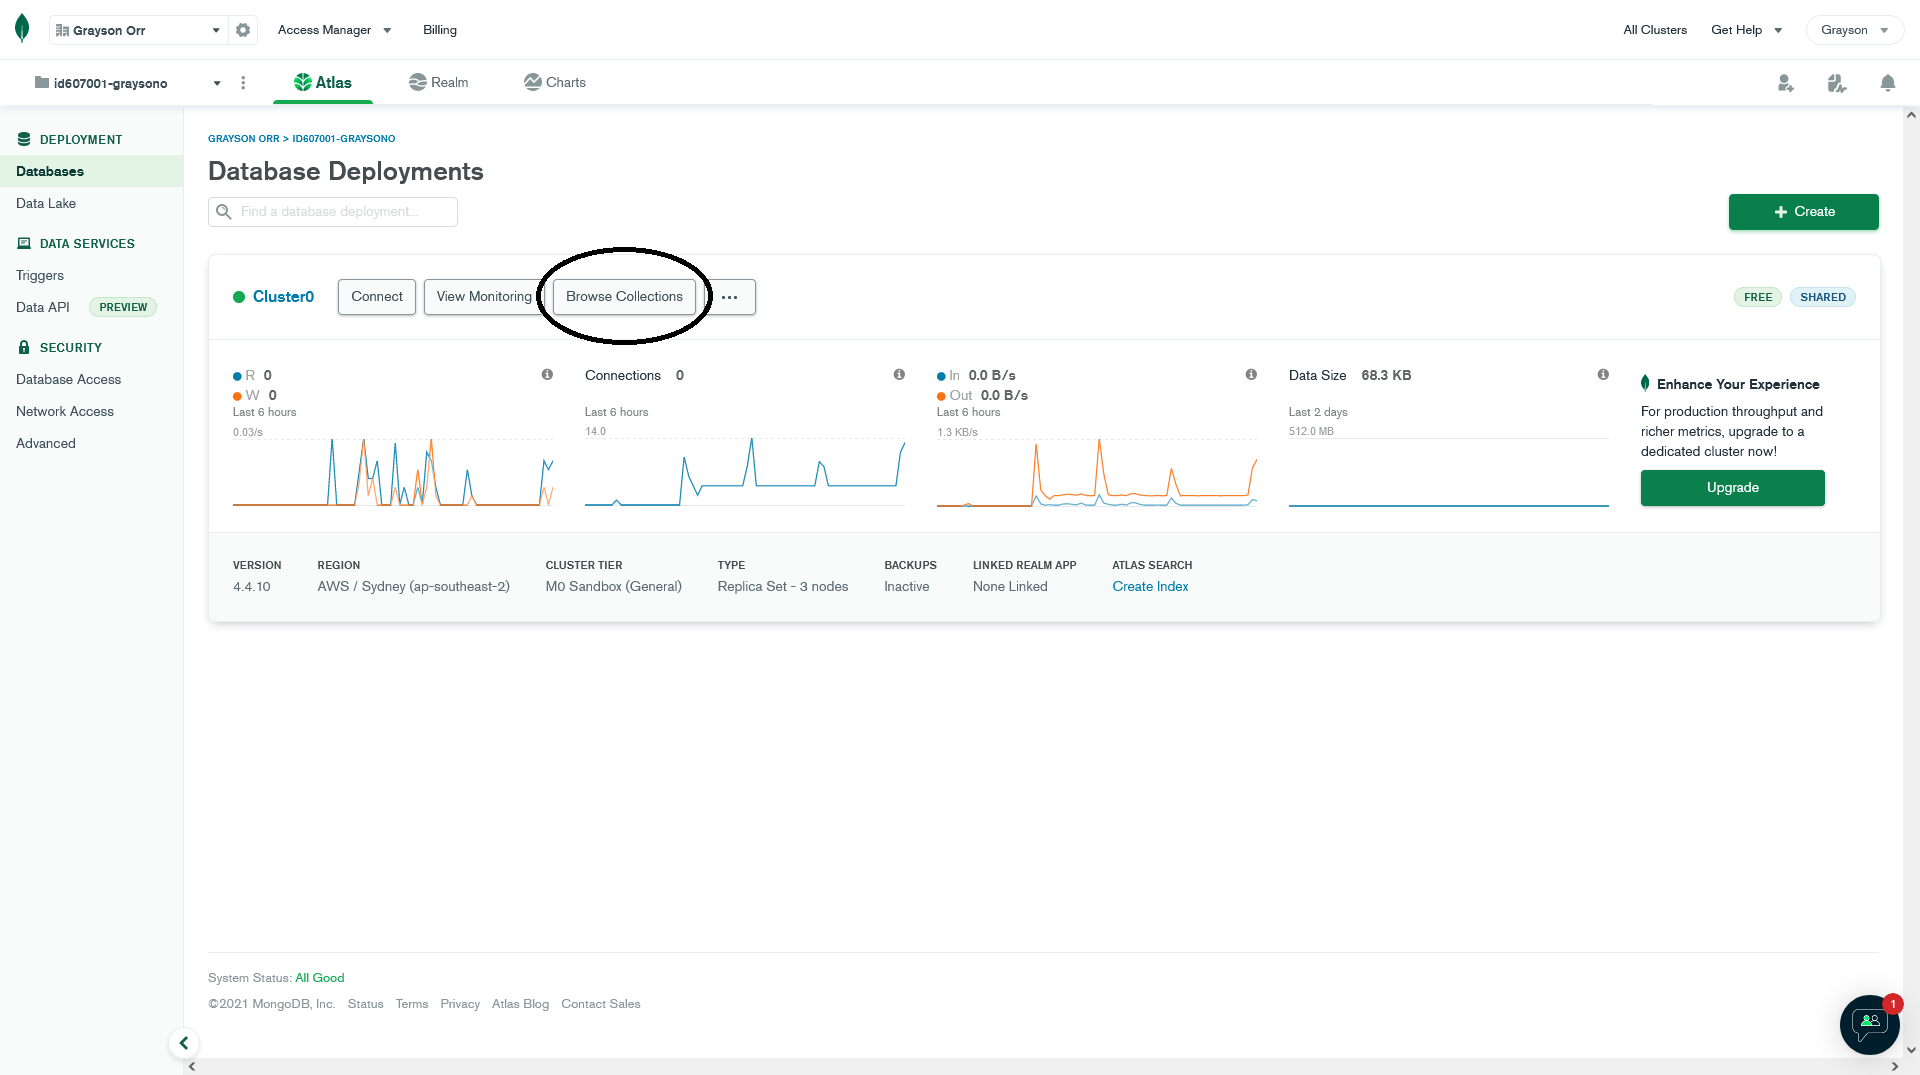 Grayson Orr
Access Manager
Billing
All Clusters
Get Help
Grayson
id607001-graysono
Atlas
Realm
Charts
DEPLOYMENT
Databases
Data Lake
DATA SERVICES
Triggers
Data API PREVIEW
SECURITY
Database Access
Network Access
Advanced
GRAYSON ORR > ID607001-GRAYSONO
Database Deployments
Find a database deployment...
+ Create
Cluster0
Connect
View Monitoring
Browse Collections
...
FREE
SHARED
R 0
W 0
Last 6 hours
0.03/s
Connections 0
Last 6 hours
14.0
In 0.0 B/s
Out 0.0 B/s
Last 6 hours
1.3 KB/s
Data Size 68.3 KB
Last 2 days
512.0 MB
Enhance Your Experience
For production throughput and
richer metrics, upgrade to a
dedicated cluster now!
Upgrade
VERSION
4.4.10
REGION
AWS / Sydney (ap-southeast-2)
CLUSTER TIER
M0 Sandbox (General)
TYPE
Replica Set - 3 nodes
BACKUPS
Inactive
LINKED REALM APP
None Linked
ATLAS SEARCH
Create Index
System Status: All Good
©2021 MongoDB, Inc. Status Terms Privacy Atlas Blog Contact Sales
1